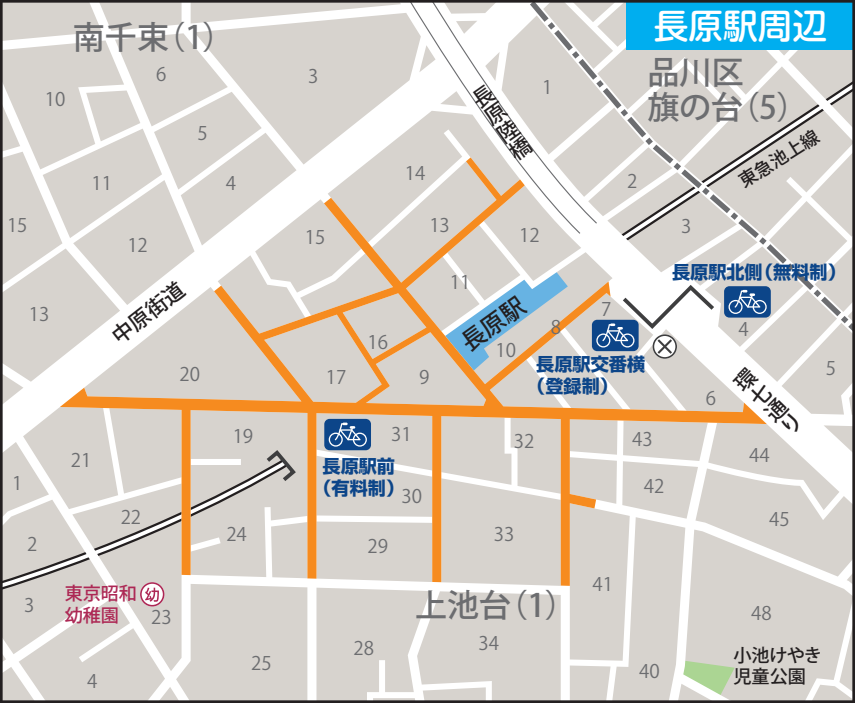 長原駅周辺
南千束(1)
6
3
10
5
4
11
15
12
13
長原陸橋
1
品川区
旗の台(5)
東急池上線
2
3
14
13
15
12
11
中原街道
長原駅
長原駅北側(無料制)
4
5
7
8
10
長原駅交番横
(登録制)
16
17
9
20
6
環七通り
19
31
32
43
44
長原駅前
(有料制)
21
1
22
30
42
45
2
24
29
33
東京昭和
幼稚園
幼
3
23
41
上池台(1)
48
4
25
28
34
40
小池けやき
児童公園